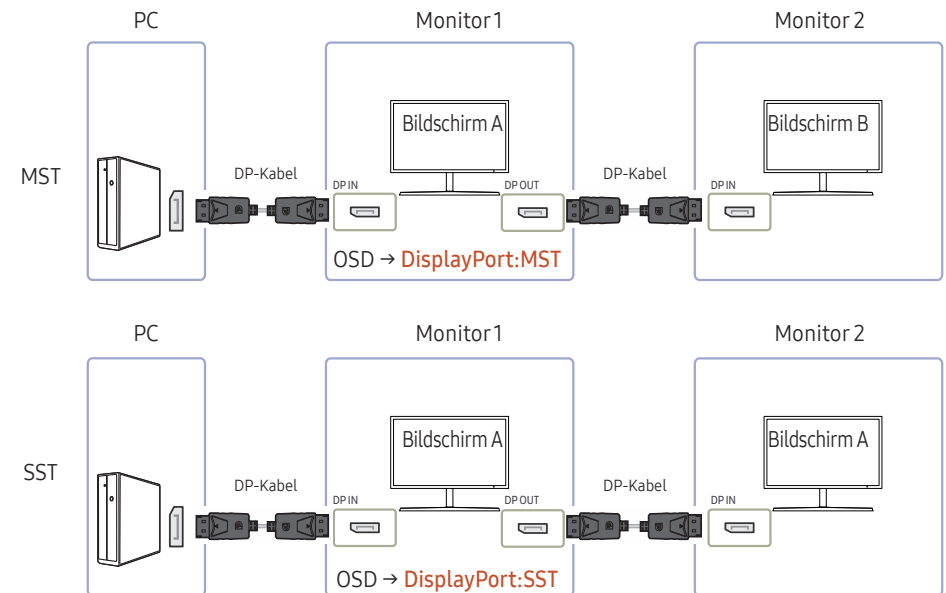 PC Monitor 1 Monitor 2
Bildschirm A Bildschirm B
MST DP-Kabel DP IN DP OUT DP-Kabel DP IN
OSD → DisplayPort:MST
PC Monitor 1 Monitor 2
Bildschirm A Bildschirm A
SST DP-Kabel DP IN DP OUT DP-Kabel DP IN
OSD → DisplayPort:SST